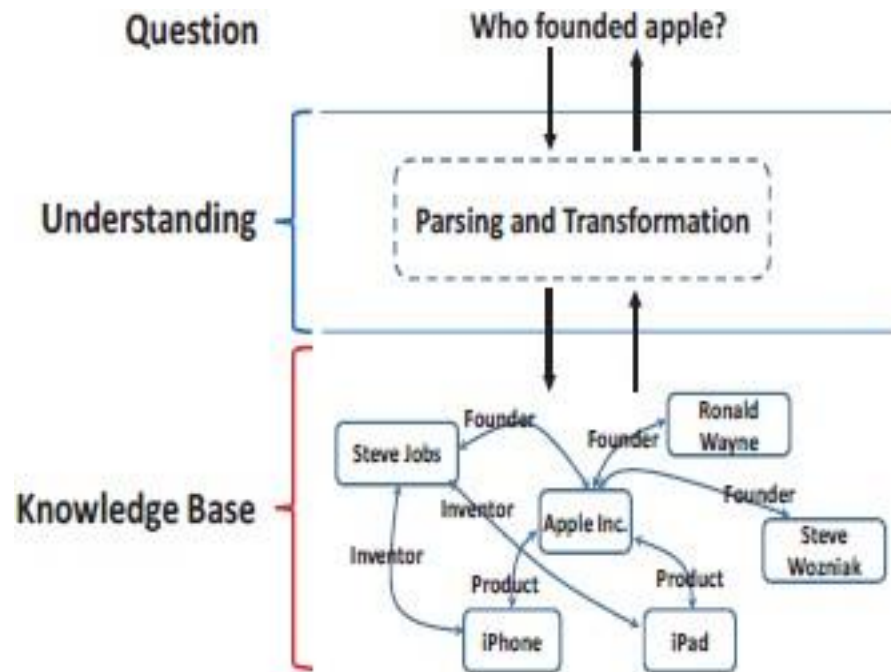 Question
Who founded apple?
Understanding
Parsing and Transformation
Knowledge Base
Founder
Ronald
Wayne
Steve Jobs
Founder
Founder
Inventor
Apple Inc.
Steve
Wozniak
Inventor
Product
Product
iPhone
iPad